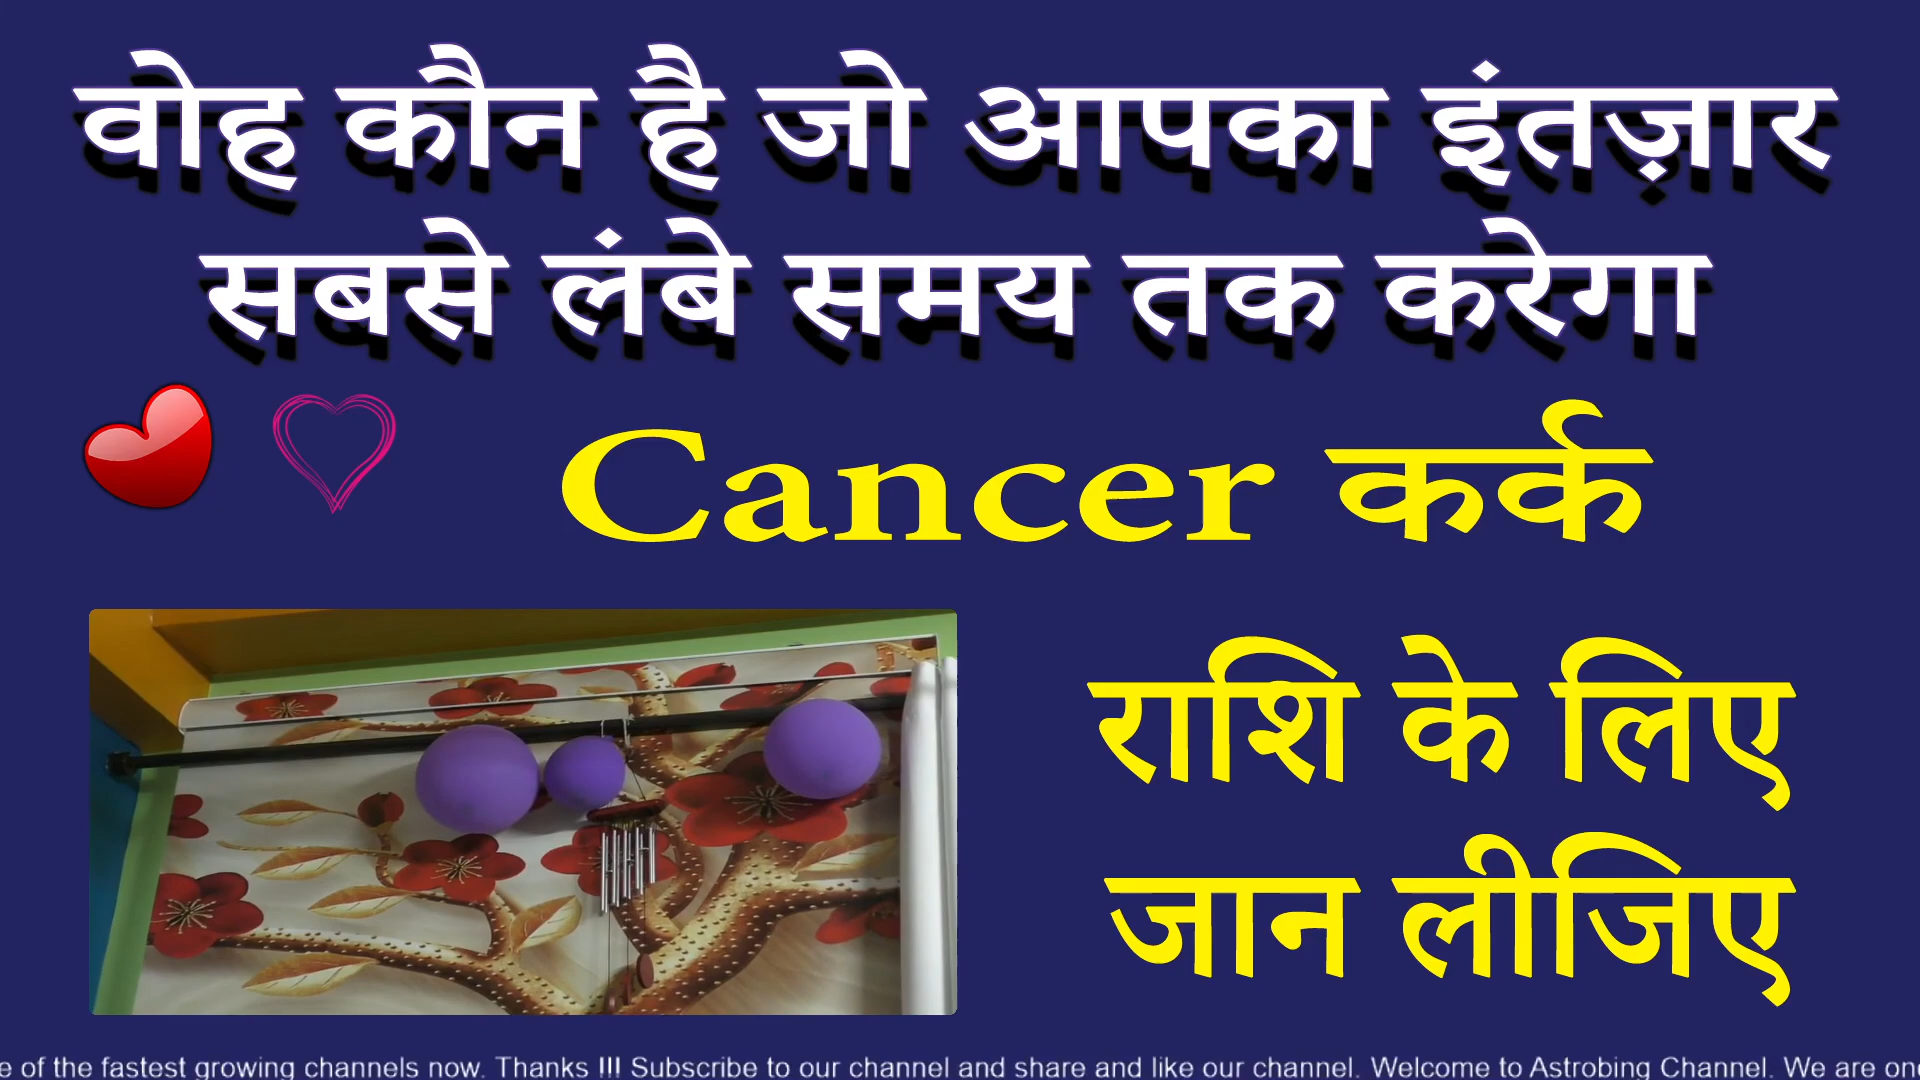 वोह कौन है जो आपका इंतज़ार
सबसे लंबे समय तक करेगा
Cancer कर्क
राशि के लिए
जान लीजिए
e of the fastest growing channels now. Thanks !!! Subscribe to our channel and share and like our channel. Welcome to Astrobing Channel. We are one